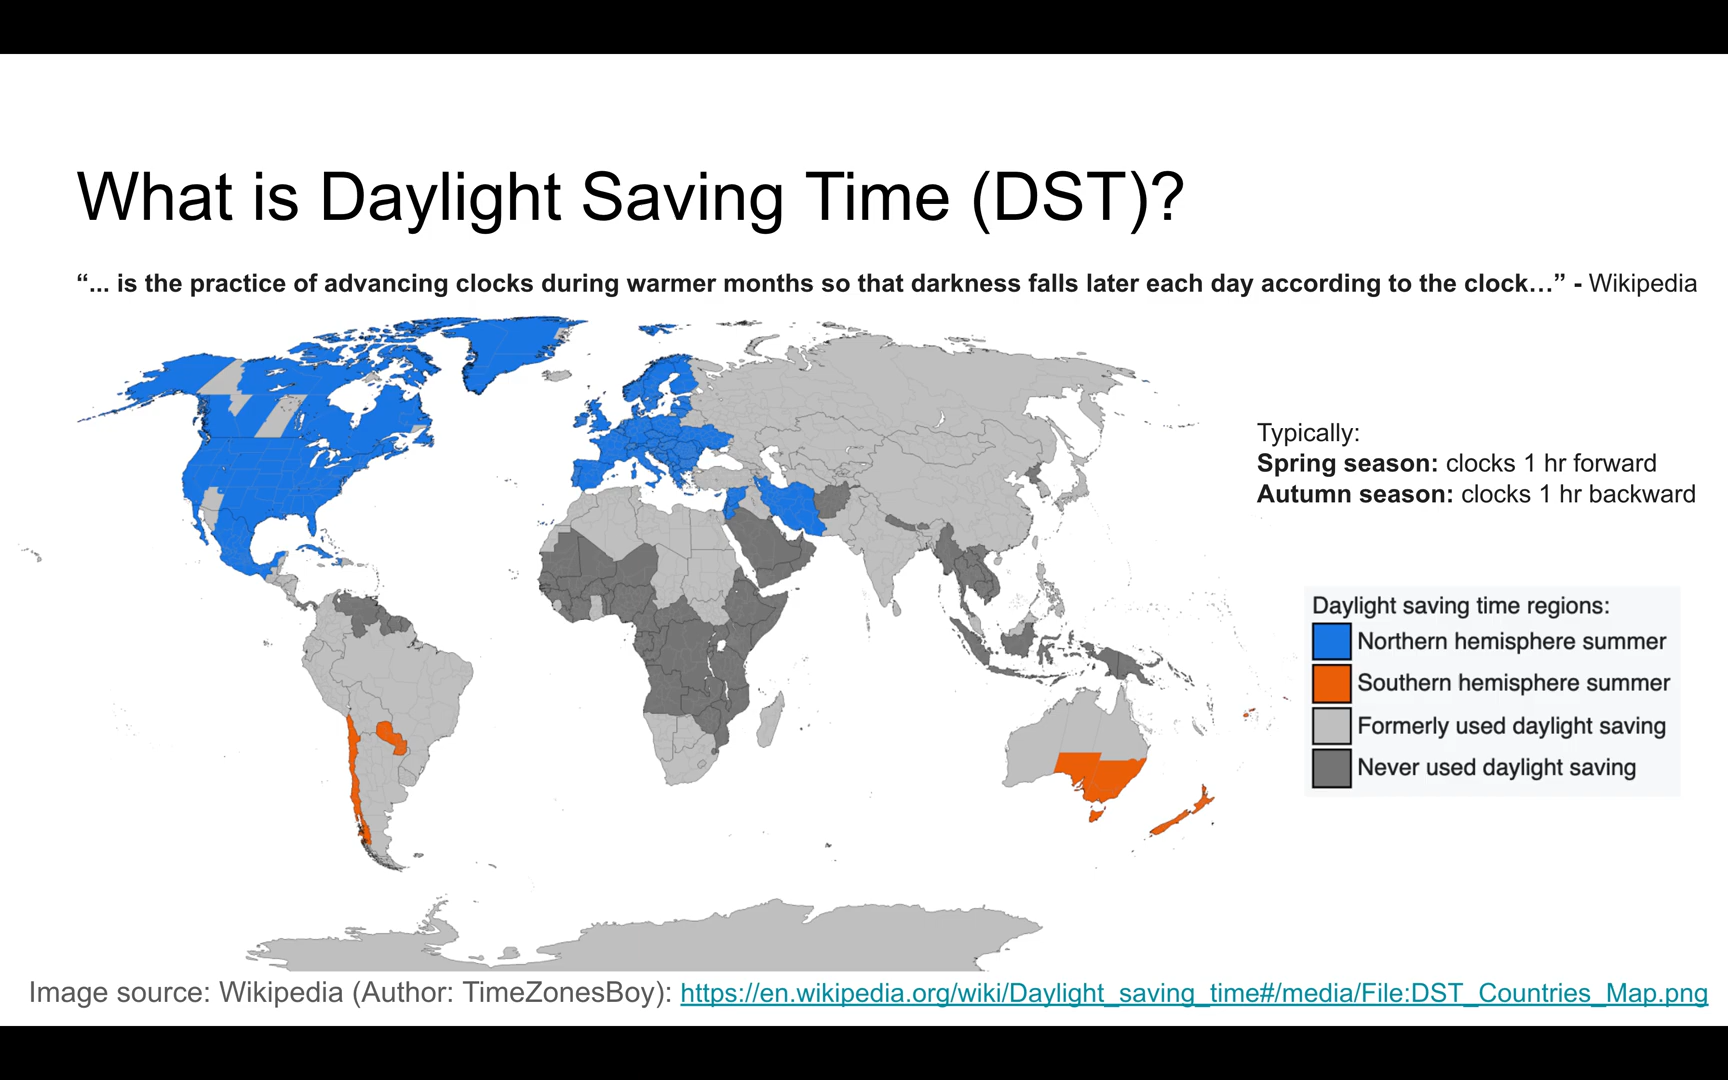 What is Daylight Saving Time (DST)?
“... is the practice of advancing clocks during warmer months so that darkness falls later each day according to the clock…” - Wikipedia
Typically:
Spring season: clocks 1 hr forward
Autumn season: clocks 1 hr backward
Daylight saving time regions:
Northern hemisphere summer
Southern hemisphere summer
Formerly used daylight saving
Never used daylight saving
Image source: Wikipedia (Author: TimeZonesBoy): https://en.wikipedia.org/wiki/Daylight_saving_time#/media/File:DST_Countries_Map.png